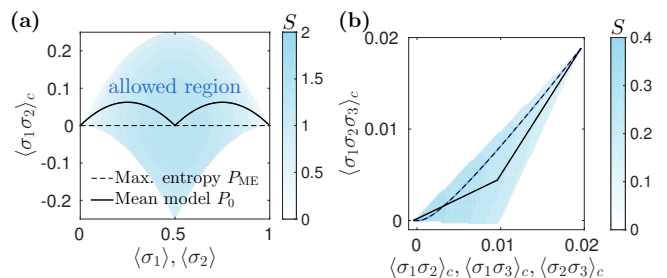 (a)
S
2
1.5
1
0.5
0
0.2
0.1
0
-0.1
-0.2
⟨σ1σ2⟩c
allowed region
Max. entropy PME
Mean model P0
0 0.5 1
⟨σ1⟩, ⟨σ2⟩
(b)
S
0.4
0.3
0.2
0.1
0
0.02
0.01
0
⟨σ1σ2σ3⟩c
0 0.01 0.02
⟨σ1σ2⟩c, ⟨σ1σ3⟩c, ⟨σ2σ3⟩c